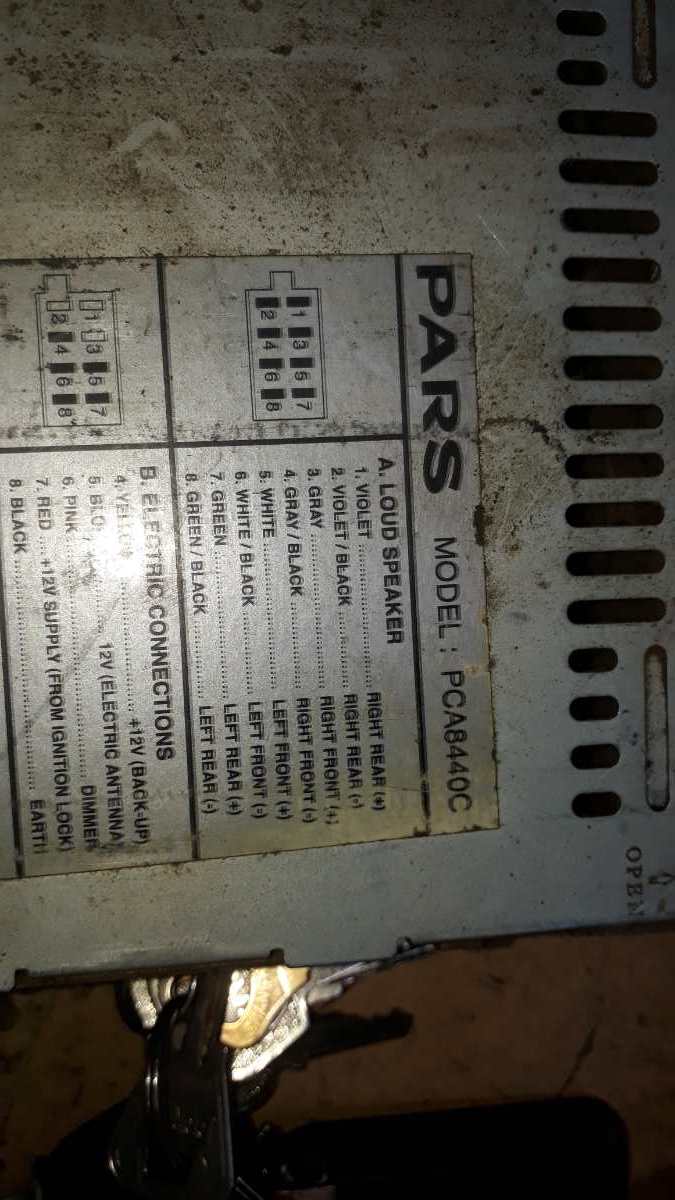 PARS MODEL : PCA8440C
1 3 5 7
2 4 6 8
A. LOUD SPEAKER
1. VIOLET .................... RIGHT REAR (+)
2. VIOLET / BLACK ............ RIGHT REAR (-)
3. GRAY ...................... RIGHT FRONT (+)
4. GRAY / BLACK .............. RIGHT FRONT (-)
5. WHITE ..................... LEFT FRONT (+)
6. WHITE / BLACK ............. LEFT FRONT (-)
7. GREEN ..................... LEFT REAR (+)
8. GREEN / BLACK ............. LEFT REAR (-)
1 3 5 7
2 4 6 8
B. ELECTRIC CONNECTIONS
4. YELLOW .................... +12V (BACK-UP)
5. ............. 12V (ELECTRIC ANTENNA)
6. PINK ...................... DIMMER
7. RED .... +12V SUPPLY (FROM IGNITION LOCK)
8. BLACK ..................... EARTH
OPEN